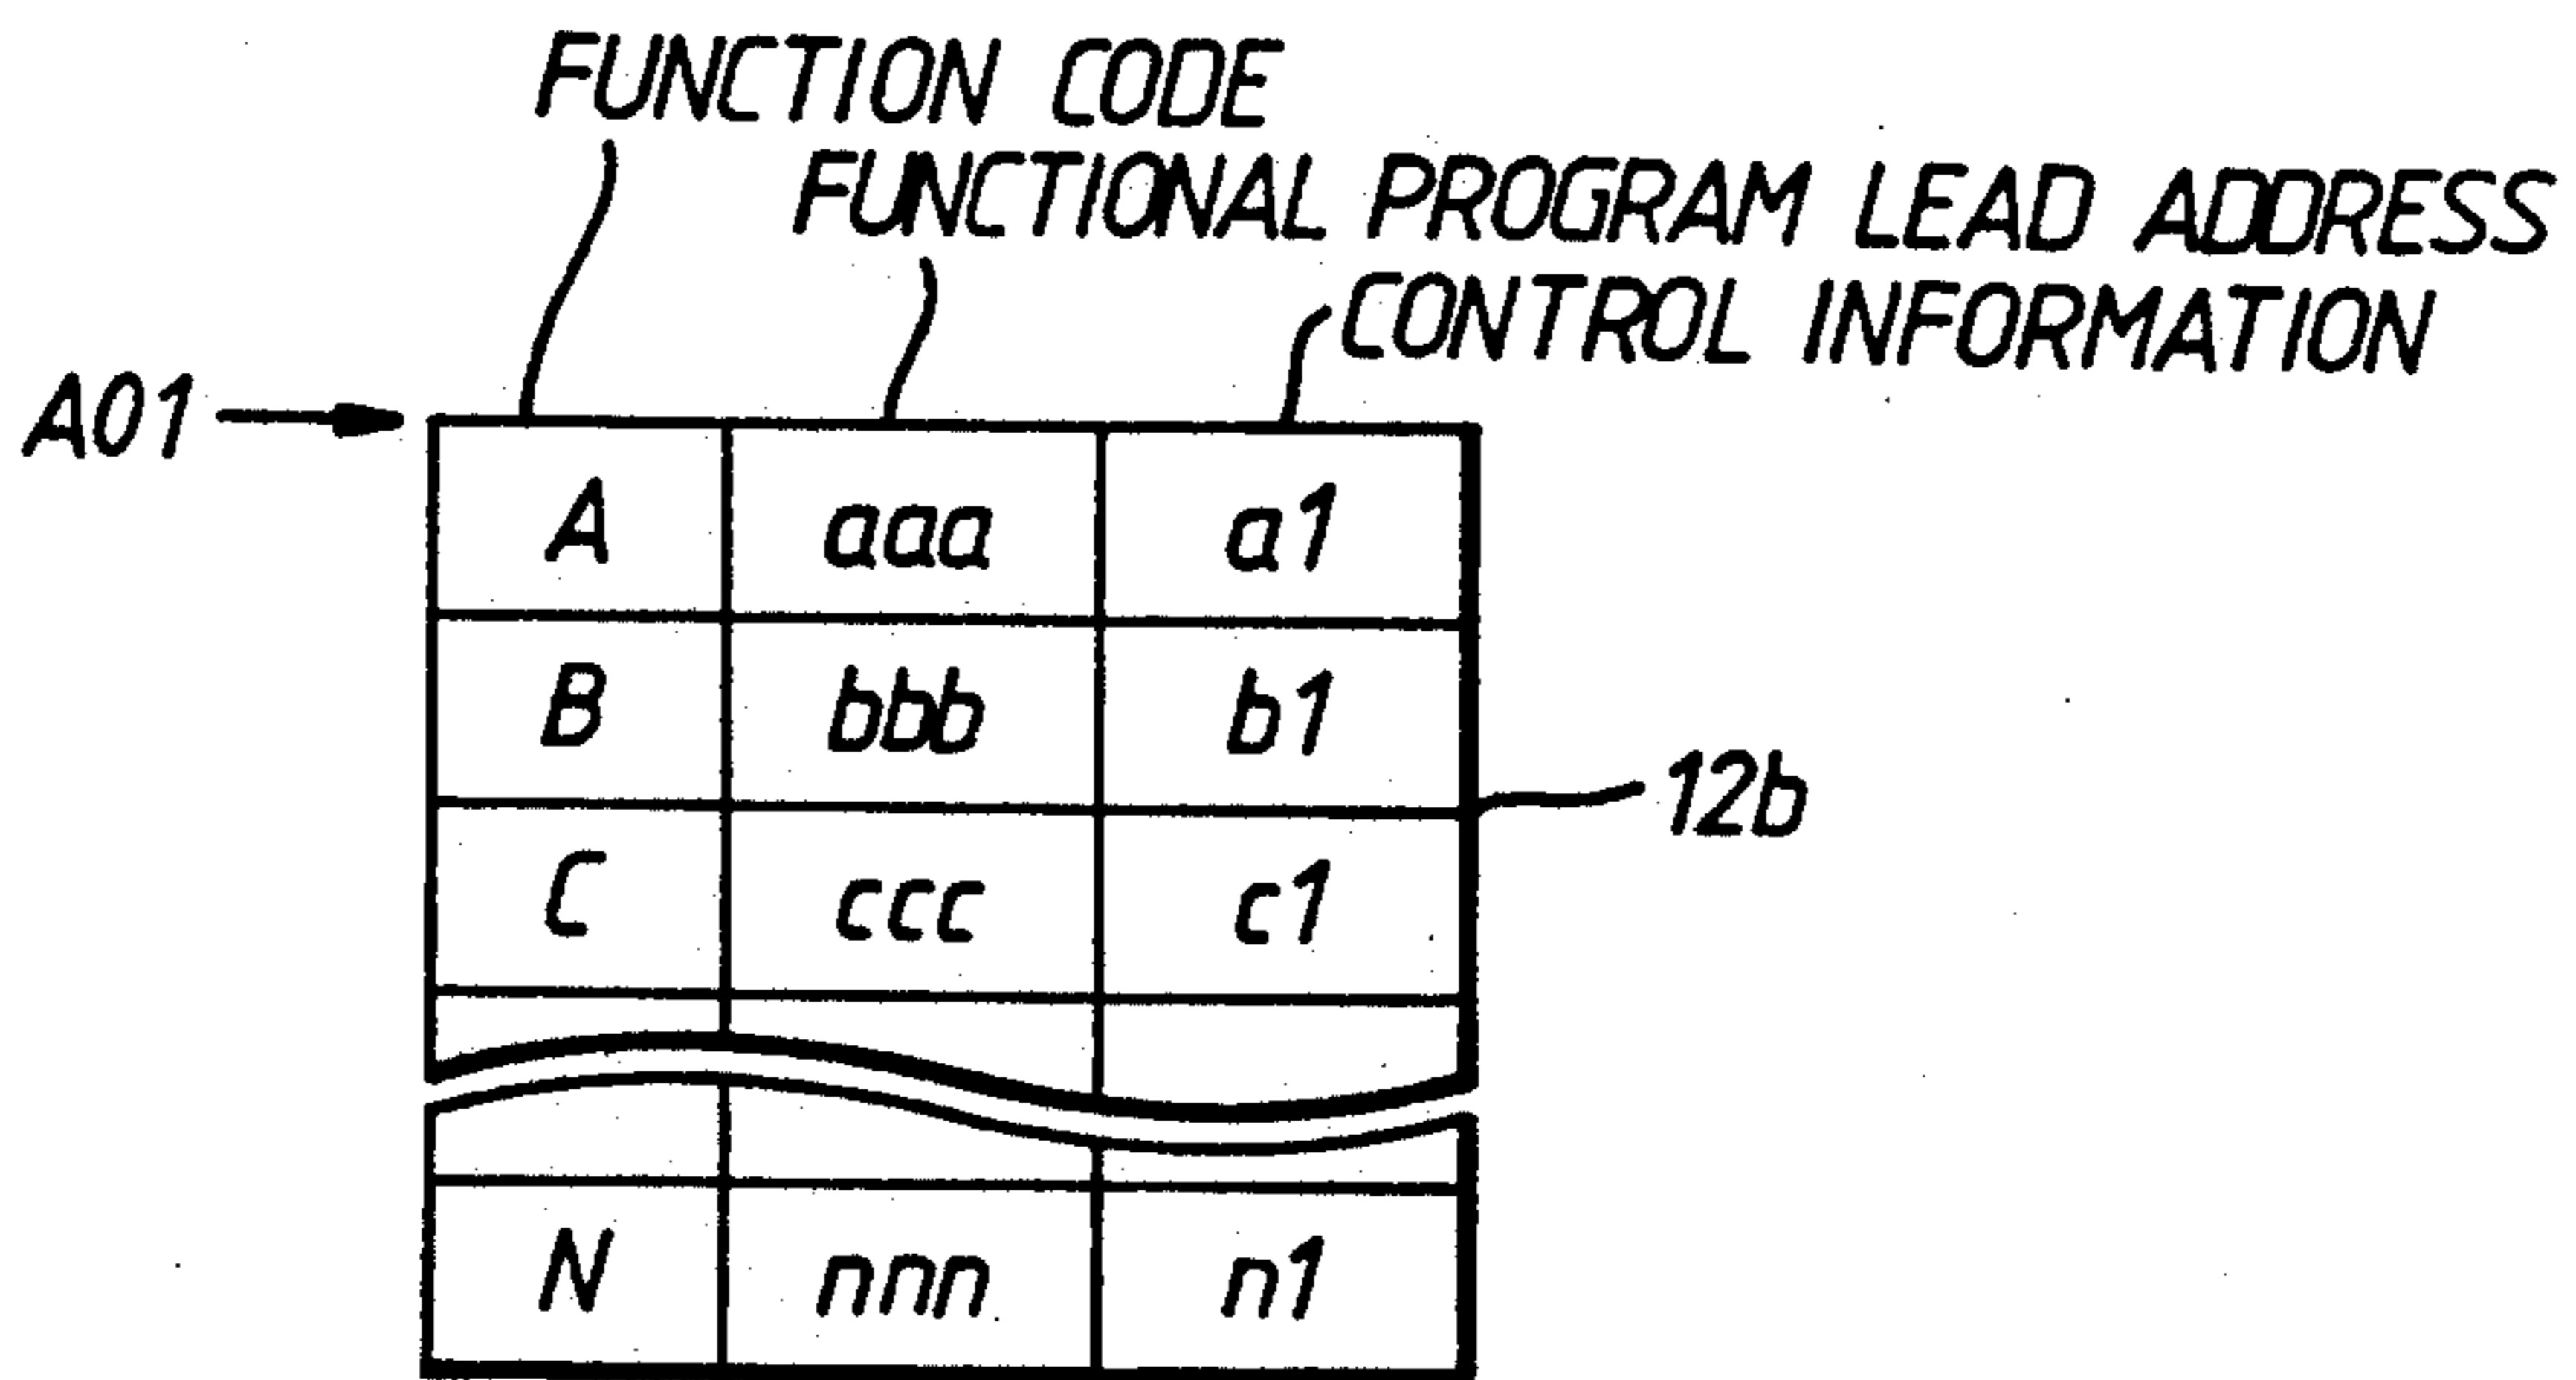 FUNCTION CODE
FUNCTIONAL PROGRAM LEAD ADDRESS
CONTROL INFORMATION
A01
A aaa a1
B bbb b1
12b
C ccc c1
N nnn n1